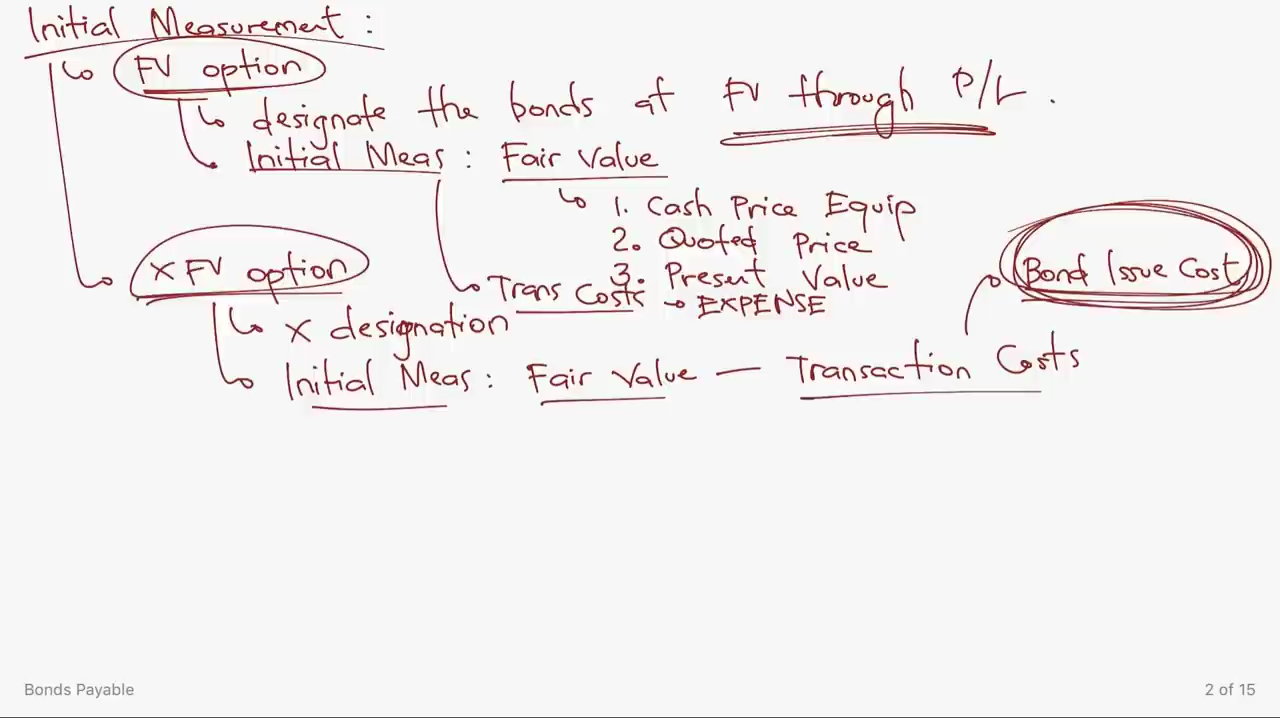 Initial Measurement :
↳ FV option
↳ designate the bonds at FV through P/L.
Initial Meas : Fair Value
↳ 1. Cash Price Equip
2. Quoted Price
3. Present Value
Trans Costs → EXPENSE
Bond Issue Cost
x FV option
↳ x designation
Initial Meas : Fair Value — Transaction Costs
Bonds Payable
2 of 15